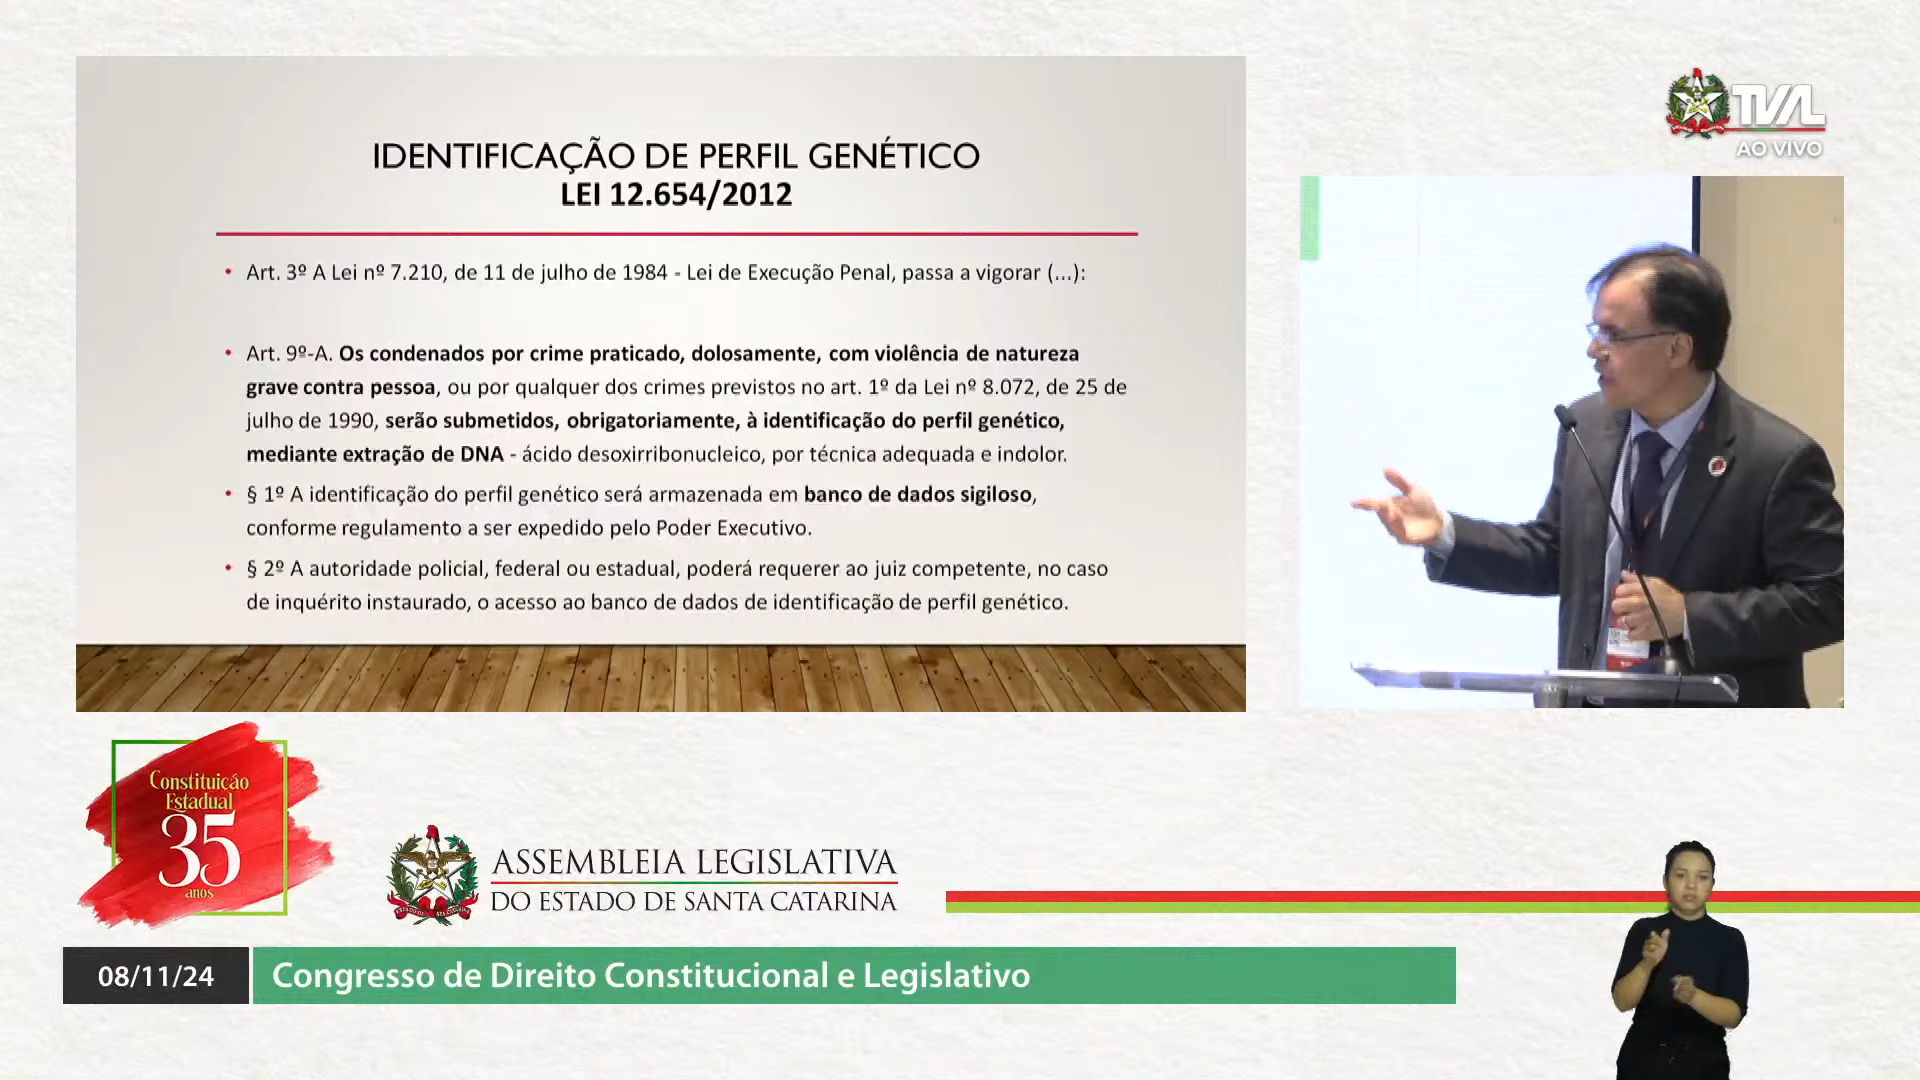 IDENTIFICAÇÃO DE PERFIL GENÉTICO
LEI 12.654/2012
• Art. 3º A Lei nº 7.210, de 11 de julho de 1984 - Lei de Execução Penal, passa a vigorar (...):
• Art. 9º-A. Os condenados por crime praticado, dolosamente, com violência de natureza
grave contra pessoa, ou por qualquer dos crimes previstos no art. 1º da Lei nº 8.072, de 25 de
julho de 1990, serão submetidos, obrigatoriamente, à identificação do perfil genético,
mediante extração de DNA - ácido desoxirribonucleico, por técnica adequada e indolor.
• § 1º A identificação do perfil genético será armazenada em banco de dados sigiloso,
conforme regulamento a ser expedido pelo Poder Executivo.
• § 2º A autoridade policial, federal ou estadual, poderá requerer ao juiz competente, no caso
de inquérito instaurado, o acesso ao banco de dados de identificação de perfil genético.
TVAL
AO VIVO
Constituição
Estadual
35
anos
ASSEMBLEIA LEGISLATIVA
DO ESTADO DE SANTA CATARINA
08/11/24
Congresso de Direito Constitucional e Legislativo